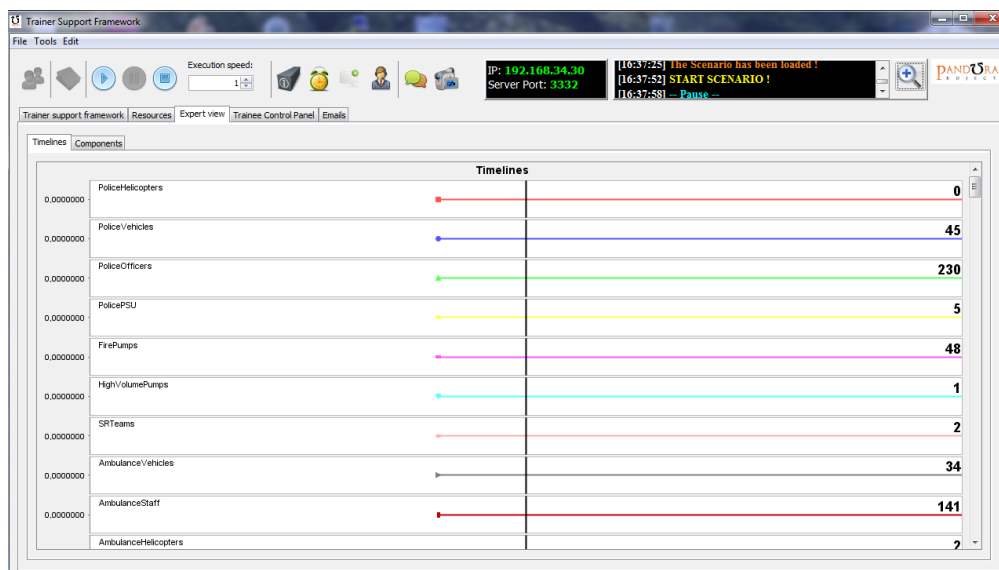 Trainer Support Framework
File Tools Edit
Execution speed:
1
IP: 192.168.34.30
Server Port: 3332
[16:37:25] The Scenario has been loaded !
[16:37:52] START SCENARIO !
[16:37:58] -- Pause --
PANDURA
PROJECT
Trainer support framework Resources Expert view Trainee Control Panel Emails
Timelines Components
Timelines
PoliceHelicopters
0,0000000
0
PoliceVehicles
0,0000000
45
PoliceOfficers
0,0000000
230
PolicePSU
0,0000000
5
FirePumps
0,0000000
48
HighVolumePumps
0,0000000
1
SRTeams
0,0000000
2
AmbulanceVehicles
0,0000000
34
AmbulanceStaff
0,0000000
141
AmbulanceHelicopters
2